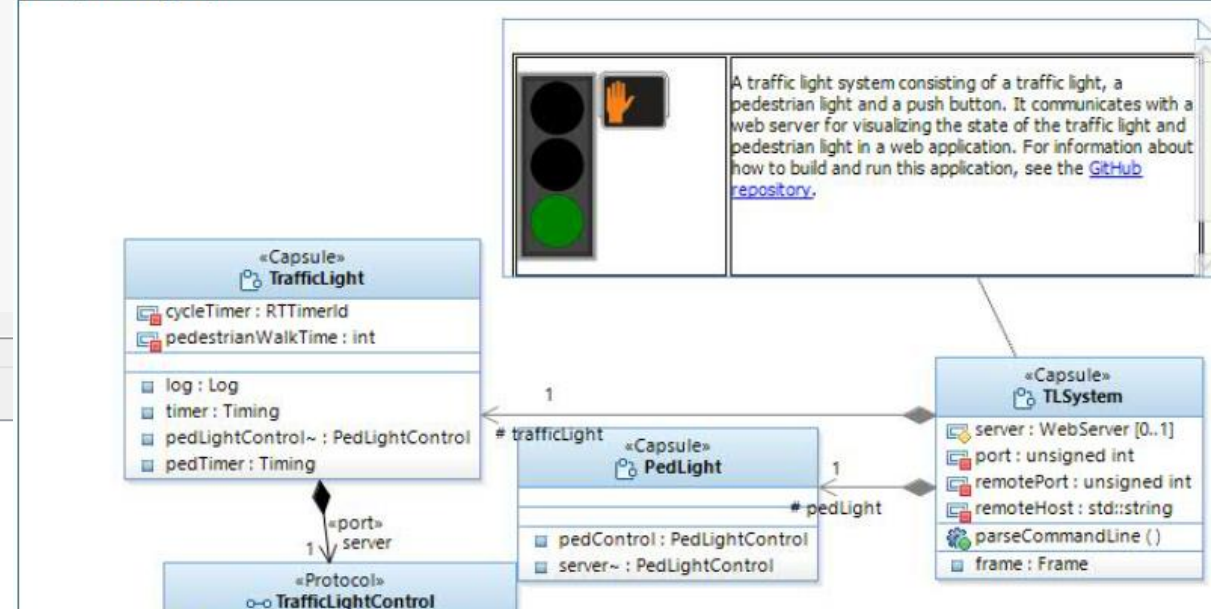 A traffic light system consisting of a traffic light, a
pedestrian light and a push button. It communicates with a
web server for visualizing the state of the traffic light and
pedestrian light in a web application. For information about
how to build and run this application, see the GitHub
repository.
«Capsule»
TrafficLight
cycleTimer : RTTimerId
pedestrianWalkTime : int
log : Log
timer : Timing
pedLightControl~ : PedLightControl
pedTimer : Timing
1
# trafficLight
«Capsule»
TLSystem
server : WebServer [0..1]
port : unsigned int
remotePort : unsigned int
remoteHost : std::string
parseCommandLine ( )
frame : Frame
«Capsule»
PedLight
pedControl : PedLightControl
server~ : PedLightControl
1
# pedLight
«port»
server
1
«Protocol»
TrafficLightControl